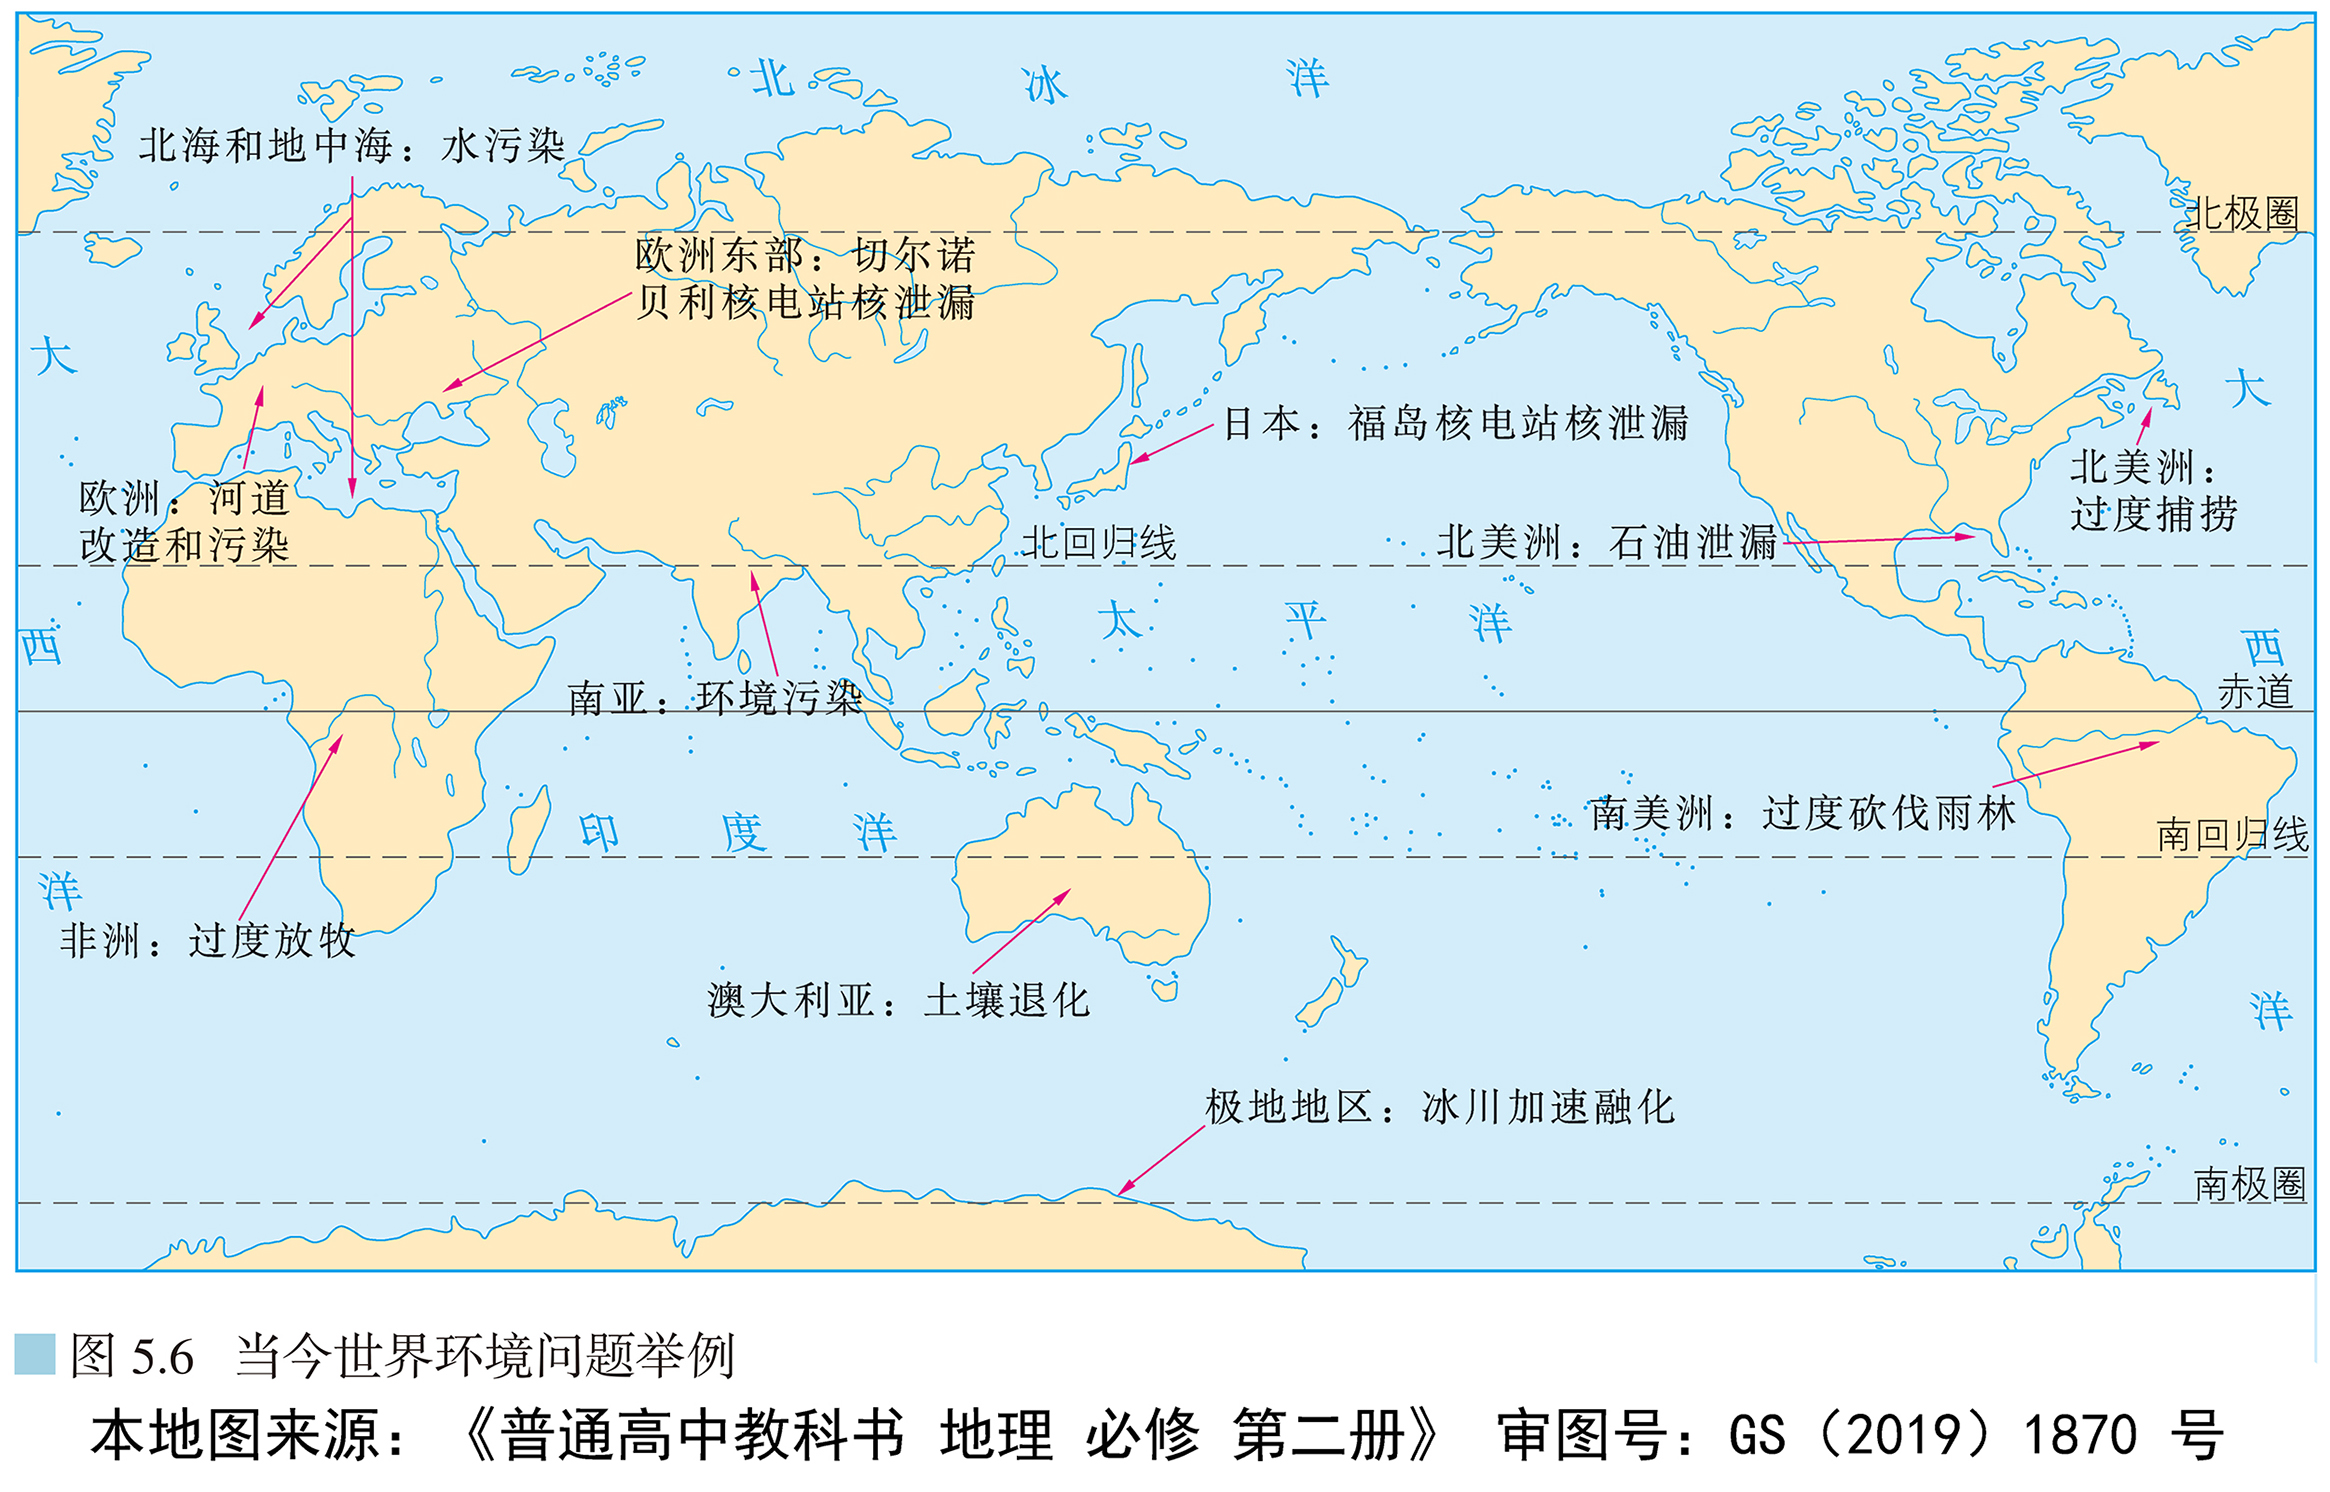 北 冰 洋
北海和地中海：水污染
北极圈
欧洲东部：切尔诺
贝利核电站核泄漏
大
大
日本：福岛核电站核泄漏
北美洲：
过度捕捞
欧洲：河道
改造和污染
北回归线
北美洲：石油泄漏
太 平 洋
西
西
南亚：环境污染
赤道
印 度 洋
南美洲：过度砍伐雨林
南回归线
洋
非洲：过度放牧
澳大利亚：土壤退化
洋
极地地区：冰川加速融化
南极圈
图 5.6 当今世界环境问题举例
本地图来源：《普通高中教科书 地理 必修 第二册》 审图号：GS（2019）1870 号